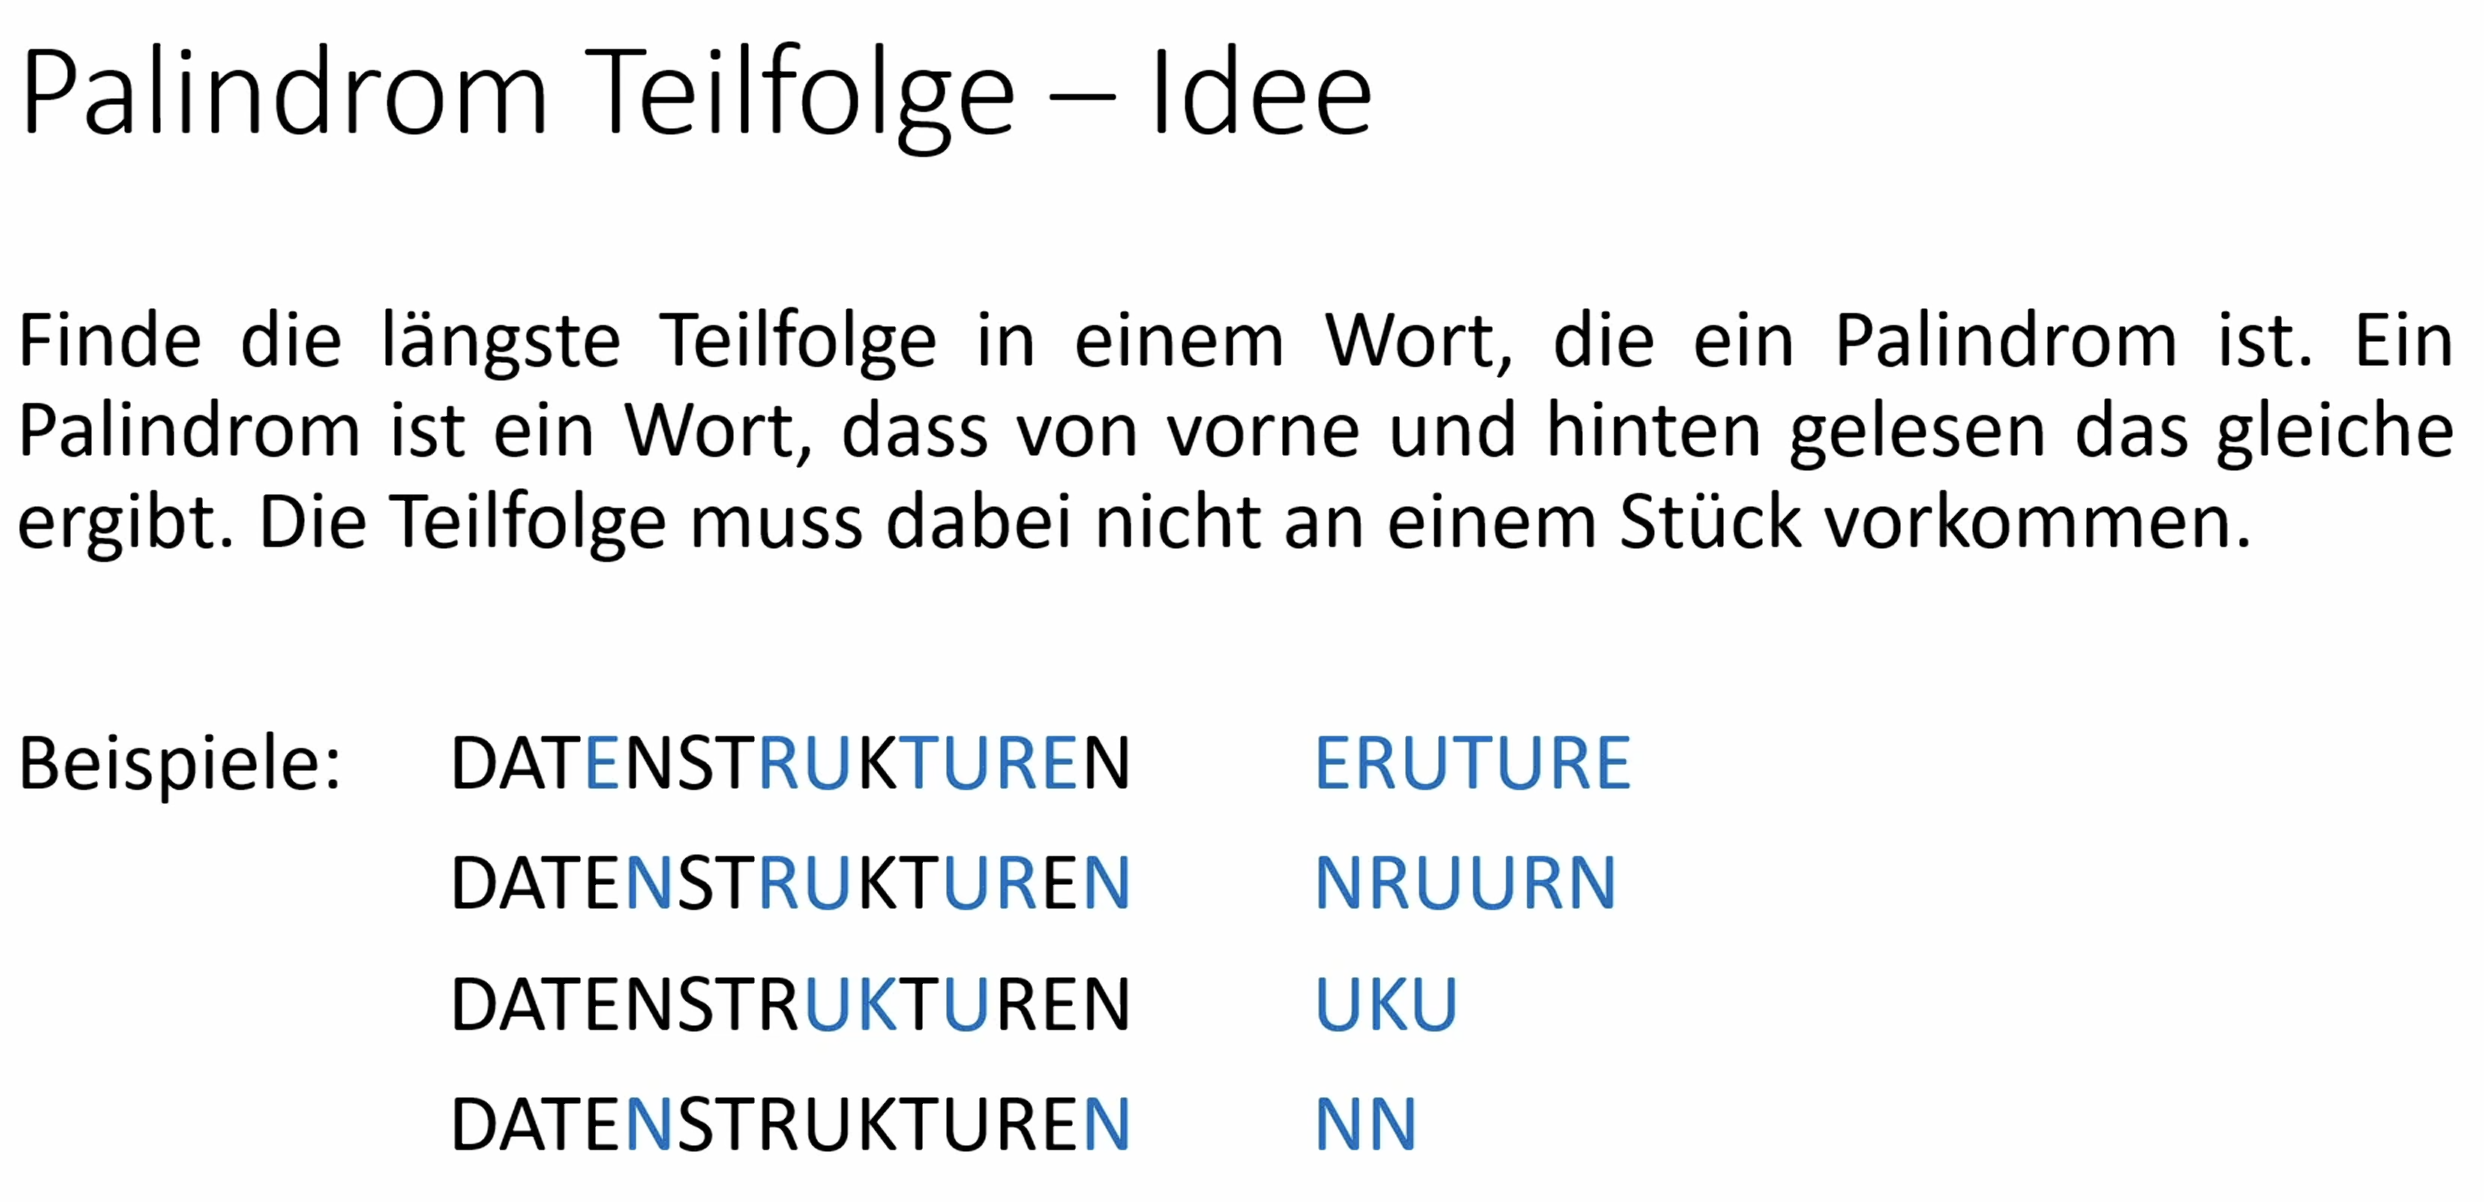 Palindrom Teilfolge – Idee
Finde die längste Teilfolge in einem Wort, die ein Palindrom ist. Ein
Palindrom ist ein Wort, dass von vorne und hinten gelesen das gleiche
ergibt. Die Teilfolge muss dabei nicht an einem Stück vorkommen.
Beispiele: DATENSTRUKTUREN ERUTURE
DATENSTRUKTUREN NRUURN
DATENSTRUKTUREN UKU
DATENSTRUKTUREN NN